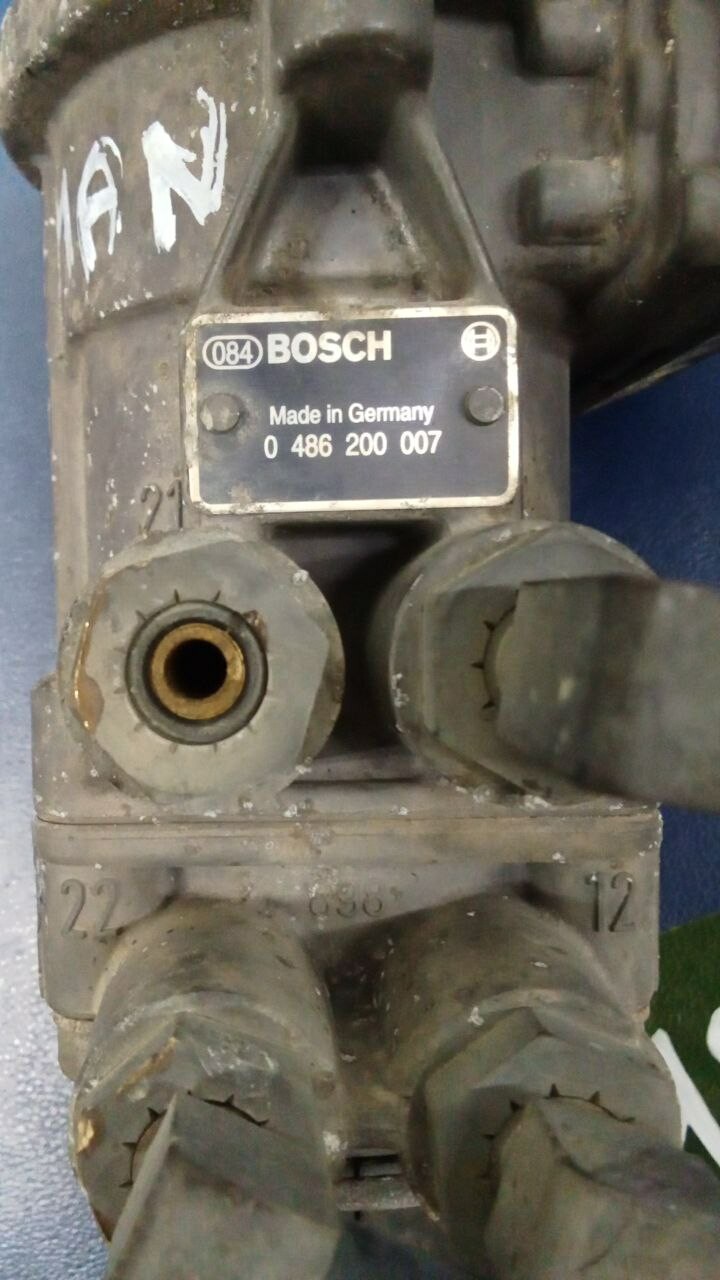 MAN
084 BOSCH
Made in Germany
0 486 200 007
21
22
12